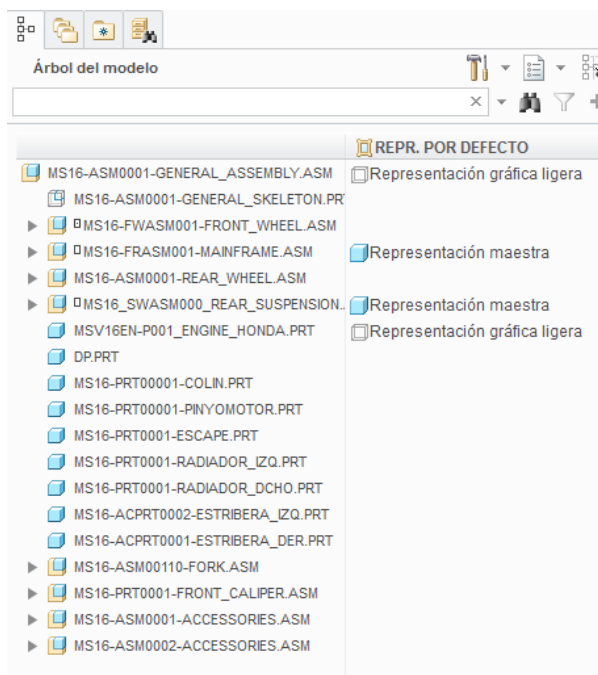 Árbol del modelo
REPR. POR DEFECTO
MS16-ASM0001-GENERAL_ASSEMBLY.ASM Representación gráfica ligera
MS16-ASM0001-GENERAL_SKELETON.PR
MS16-FWASM001-FRONT_WHEEL.ASM
MS16-FRASM001-MAINFRAME.ASM Representación maestra
MS16-ASM0001-REAR_WHEEL.ASM
MS16_SWASM000_REAR_SUSPENSION.. Representación maestra
MSV16EN-P001_ENGINE_HONDA.PRT Representación gráfica ligera
DP.PRT
MS16-PRT00001-COLIN.PRT
MS16-PRT00001-PINYOMOTOR.PRT
MS16-PRT0001-ESCAPE.PRT
MS16-PRT0001-RADIADOR_IZQ.PRT
MS16-PRT0001-RADIADOR_DCHO.PRT
MS16-ACPRT0002-ESTRIBERA_IZQ.PRT
MS16-ACPRT0001-ESTRIBERA_DER.PRT
MS16-ASM00110-FORK.ASM
MS16-PRT0001-FRONT_CALIPER.ASM
MS16-ASM0001-ACCESSORIES.ASM
MS16-ASM0002-ACCESSORIES.ASM